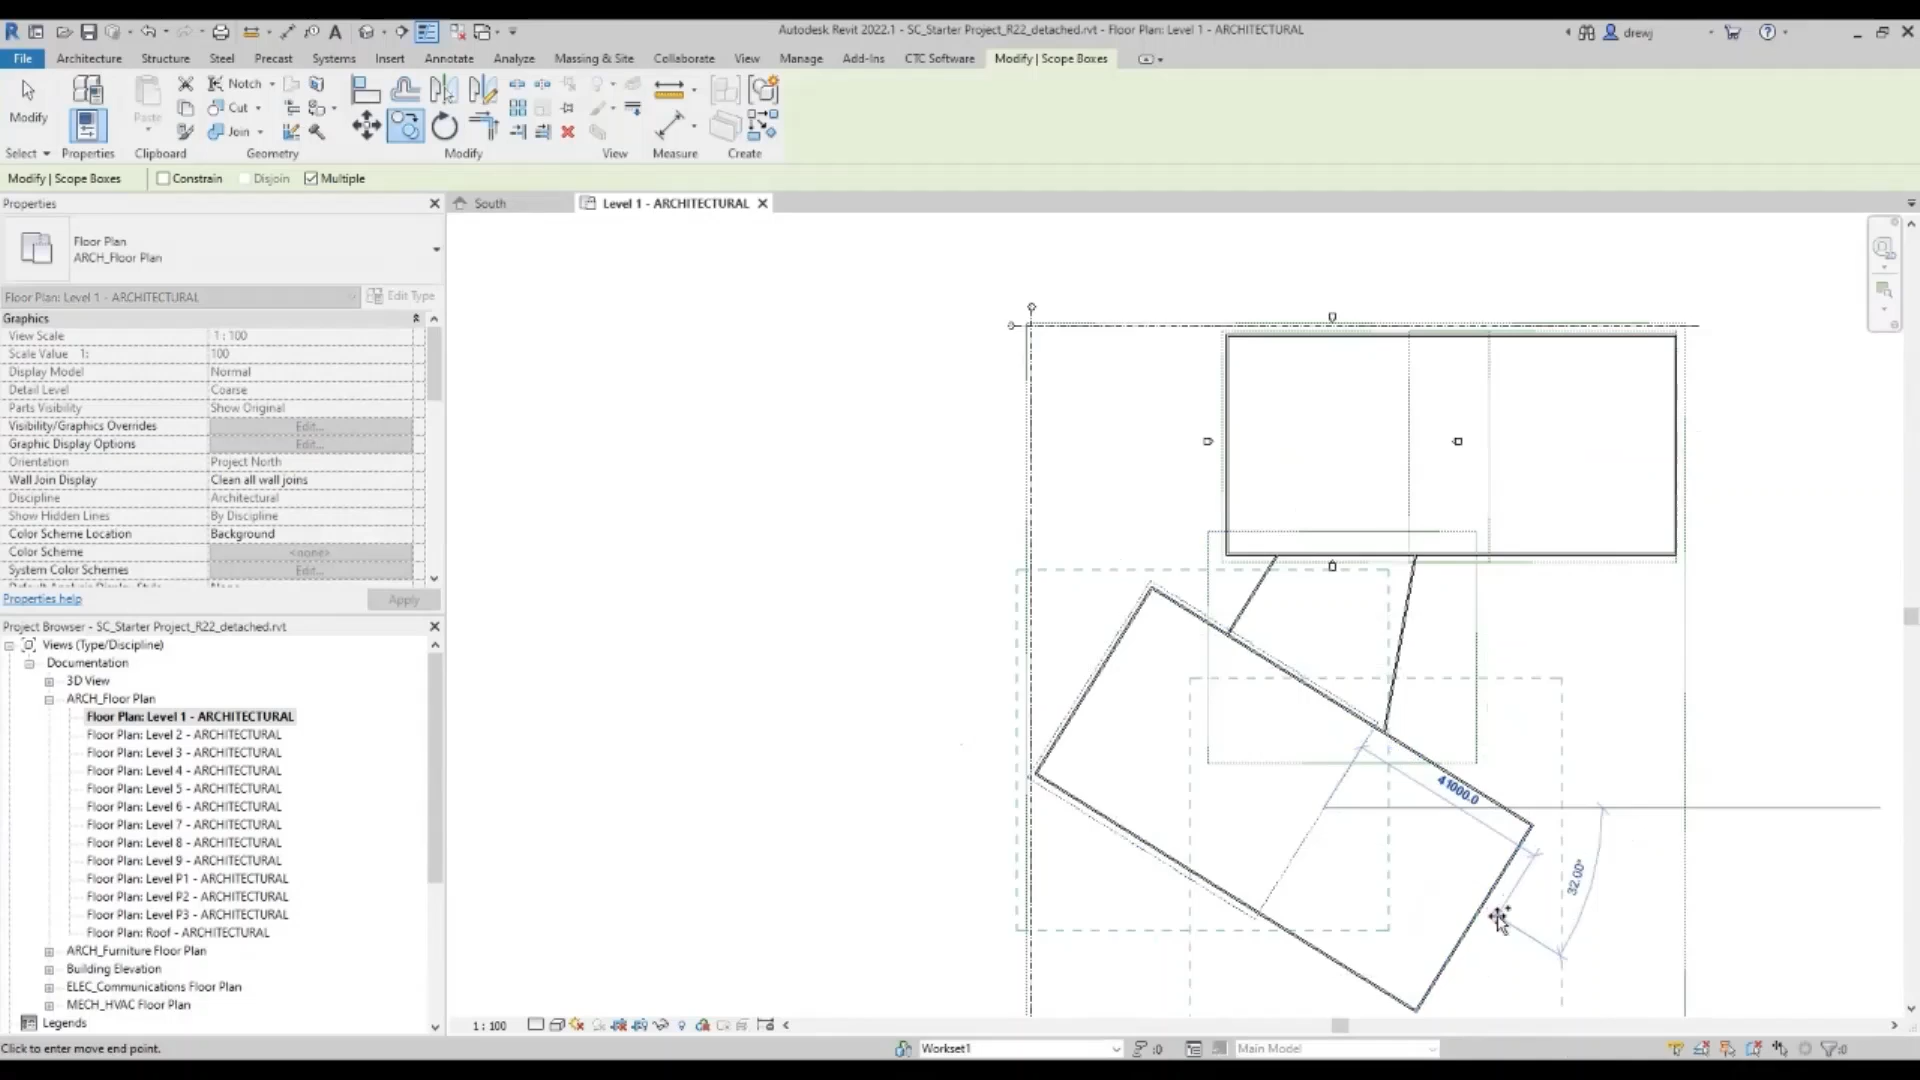 Autodesk Revit 2022.1 - SC_Starter Project_R22_detached.rvt - Floor Plan: Level 1 - ARCHITECTURAL
drewj
File Architecture Structure Steel Precast Systems Insert Annotate Analyze Massing & Site Collaborate View Manage Add-Ins CTC Software Modify | Scope Boxes
Notch
Modify
Paste
Cut
Join
Select Properties Clipboard Geometry Modify View Measure Create
Modify | Scope Boxes Constrain Disjoin Multiple
Properties
South
Level 1 - ARCHITECTURAL
Floor Plan
ARCH_Floor Plan
Floor Plan: Level 1 - ARCHITECTURAL Edit Type
Graphics
View Scale 1 : 100
Scale Value 1: 100
Display Model Normal
Detail Level Coarse
Parts Visibility Show Original
Visibility/Graphics Overrides Edit...
Graphic Display Options Edit...
Orientation Project North
Wall Join Display Clean all wall joins
Discipline Architectural
Show Hidden Lines By Discipline
Color Scheme Location Background
Color Scheme <none>
System Color Schemes Edit...
Properties help Apply
Project Browser - SC_Starter Project_R22_detached.rvt
Views (Type/Discipline)
Documentation
3D View
ARCH_Floor Plan
Floor Plan: Level 1 - ARCHITECTURAL
Floor Plan: Level 2 - ARCHITECTURAL
Floor Plan: Level 3 - ARCHITECTURAL
Floor Plan: Level 4 - ARCHITECTURAL
Floor Plan: Level 5 - ARCHITECTURAL
Floor Plan: Level 6 - ARCHITECTURAL
Floor Plan: Level 7 - ARCHITECTURAL
Floor Plan: Level 8 - ARCHITECTURAL
Floor Plan: Level 9 - ARCHITECTURAL
Floor Plan: Level P1 - ARCHITECTURAL
Floor Plan: Level P2 - ARCHITECTURAL
Floor Plan: Level P3 - ARCHITECTURAL
Floor Plan: Roof - ARCHITECTURAL
ARCH_Furniture Floor Plan
Building Elevation
ELEC_Communications Floor Plan
MECH_HVAC Floor Plan
Legends
41000.0
32.00°
1 : 100
Click to enter move end point.
Workset1
:0
Main Model
:0